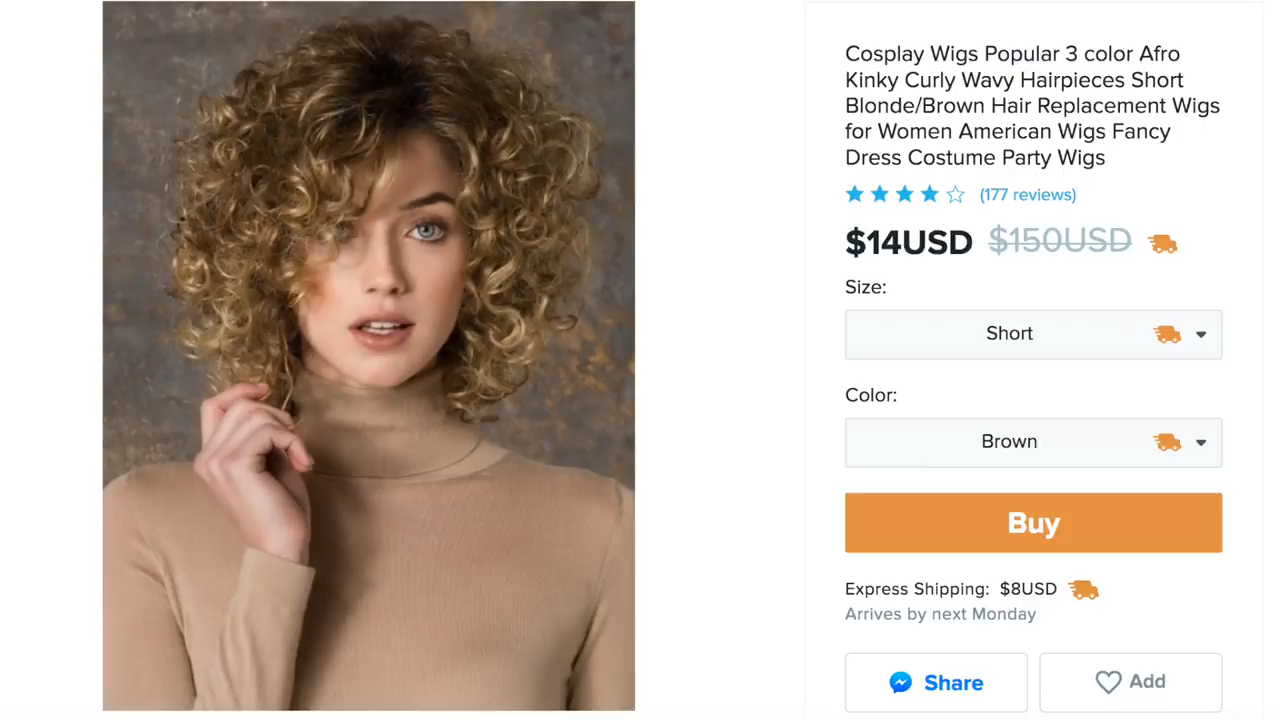 Cosplay Wigs Popular 3 color Afro
Kinky Curly Wavy Hairpieces Short
Blonde/Brown Hair Replacement Wigs
for Women American Wigs Fancy
Dress Costume Party Wigs
(177 reviews)
$14USD $150USD
Size:
Short
Color:
Brown
Buy
Express Shipping: $8USD
Arrives by next Monday
Share
Add